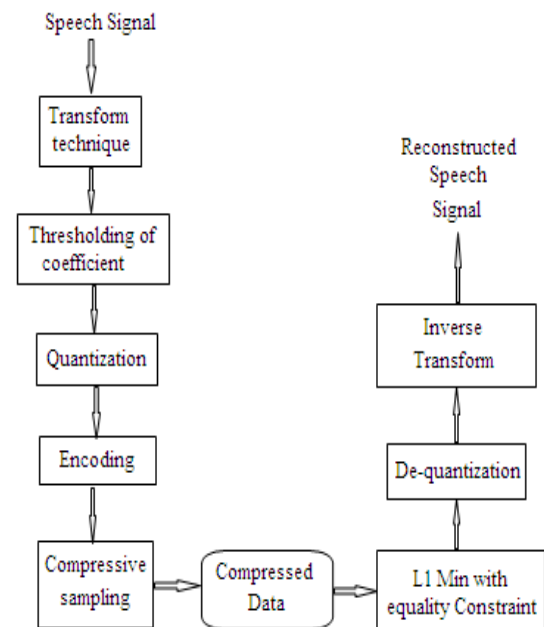 Speech Signal
Transform
technique
Thresholding of
coefficient
Quantization
Encoding
Compressive
sampling
Compressed
Data
L1 Min with
equality Constraint
De-quantization
Inverse
Transform
Reconstructed
Speech
Signal